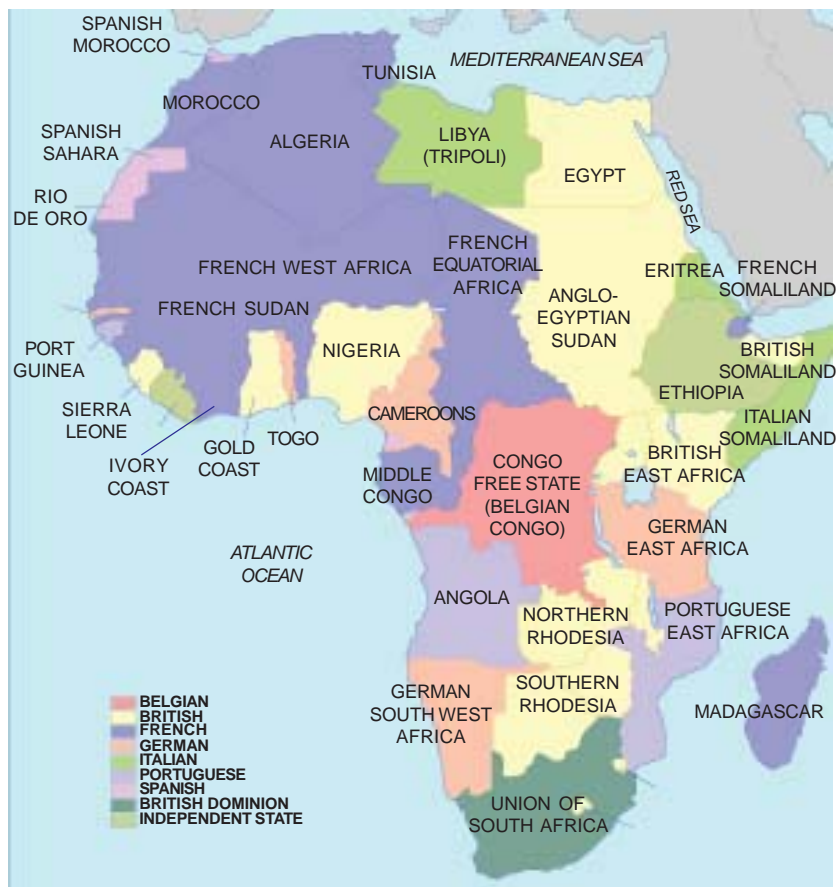 SPANISH
MOROCCO
MEDITERRANEAN SEA
TUNISIA
MOROCCO
ALGERIA
LIBYA
(TRIPOLI)
SPANISH
SAHARA
EGYPT
RED SEA
RIO
DE ORO
FRENCH WEST AFRICA
FRENCH
EQUATORIAL
AFRICA
ERITREA
FRENCH
SOMALILAND
FRENCH SUDAN
ANGLO-
EGYPTIAN
SUDAN
PORT
GUINEA
NIGERIA
BRITISH
SOMALILAND
ETHIOPIA
SIERRA
LEONE
CAMEROONS
ITALIAN
SOMALILAND
IVORY
COAST
GOLD
COAST
TOGO
MIDDLE
CONGO
CONGO
FREE STATE
(BELGIAN
CONGO)
BRITISH
EAST AFRICA
GERMAN
EAST AFRICA
ATLANTIC
OCEAN
ANGOLA
NORTHERN
RHODESIA
PORTUGUESE
EAST AFRICA
GERMAN
SOUTH WEST
AFRICA
SOUTHERN
RHODESIA
MADAGASCAR
UNION OF
SOUTH AFRICA
BELGIAN
BRITISH
FRENCH
GERMAN
ITALIAN
PORTUGUESE
SPANISH
BRITISH DOMINION
INDEPENDENT STATE